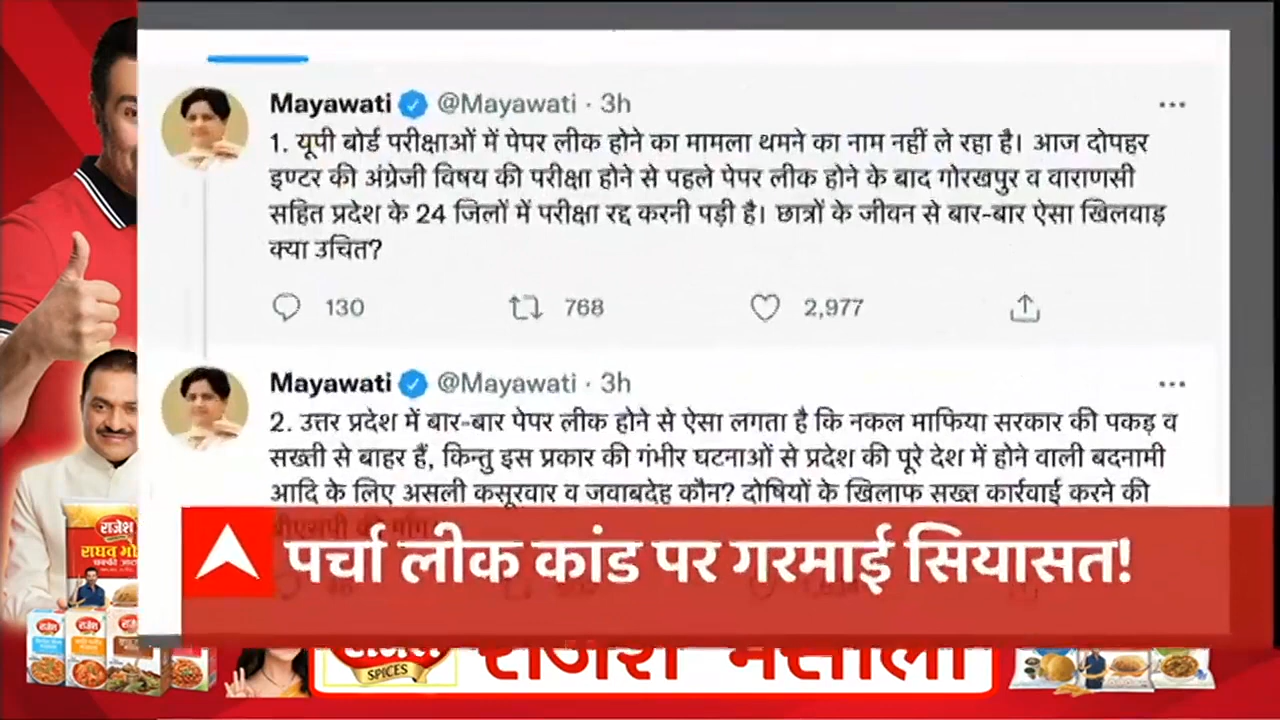 Mayawati @Mayawati · 3h
1. यूपी बोर्ड परीक्षाओं में पेपर लीक होने का मामला थमने का नाम नहीं ले रहा है। आज दोपहर
इण्टर की अंग्रेजी विषय की परीक्षा होने से पहले पेपर लीक होने के बाद गोरखपुर व वाराणसी
सहित प्रदेश के 24 जिलों में परीक्षा रद्द करनी पड़ी है। छात्रों के जीवन से बार-बार ऐसा खिलवाड़
क्या उचित?
130 768 2,977
Mayawati @Mayawati · 3h
2. उत्तर प्रदेश में बार-बार पेपर लीक होने से ऐसा लगता है कि नकल माफिया सरकार की पकड़ व
सख्ती से बाहर हैं, किन्तु इस प्रकार की गंभीर घटनाओं से प्रदेश की पूरे देश में होने वाली बदनामी
आदि के लिए असली कसूरवार व जवाबदेह कौन? दोषियों के खिलाफ सख्त कार्रवाई करने की
पर्चा लीक कांड पर गरमाई सियासत!
राजेश
राघव
SPICES
राजेश मसाला